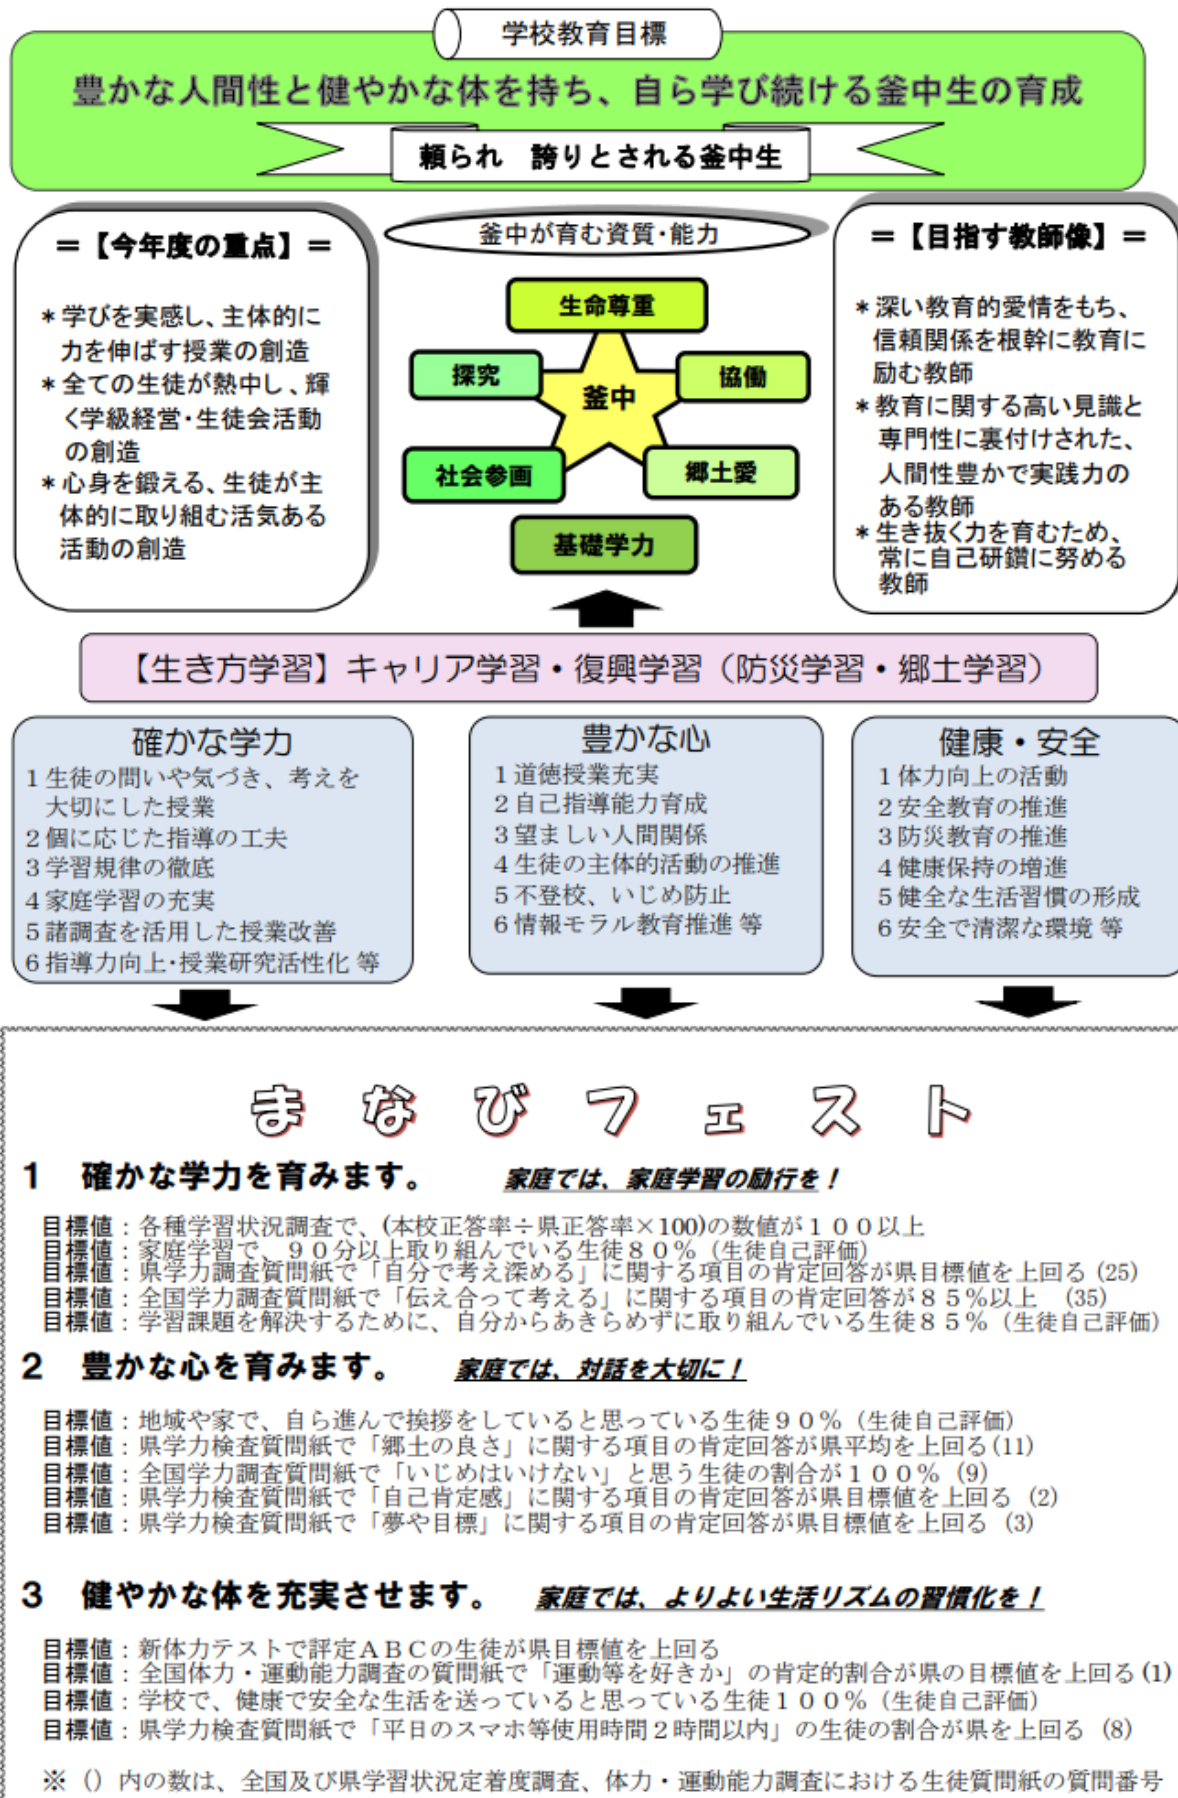 学校教育目標
豊かな人間性と健やかな体を持ち、自ら学び続ける釜中生の育成
頼られ　誇りとされる釜中生
＝【今年度の重点】＝
＊学びを実感し、主体的に
力を伸ばす授業の創造
＊全ての生徒が熱中し、輝
く学級経営・生徒会活動
の創造
＊心身を鍛える、生徒が主
体的に取り組む活気ある
活動の創造
釜中が育む資質・能力
生命尊重
探究
協働
釜中
社会参画
郷土愛
基礎学力
＝【目指す教師像】＝
＊深い教育的愛情をもち、
信頼関係を根幹に教育に
励む教師
＊教育に関する高い見識と
専門性に裏付けされた、
人間性豊かで実践力の
ある教師
＊生き抜く力を育むため、
常に自己研鑽に努める
教師
【生き方学習】キャリア学習・復興学習（防災学習・郷土学習）
確かな学力
1 生徒の問いや気づき、考えを
大切にした授業
2 個に応じた指導の工夫
3 学習規律の徹底
4 家庭学習の充実
5 諸調査を活用した授業改善
6 指導力向上・授業研究活性化 等
豊かな心
1 道徳授業充実
2 自己指導能力育成
3 望ましい人間関係
4 生徒の主体的活動の推進
5 不登校、いじめ防止
6 情報モラル教育推進 等
健康・安全
1 体力向上の活動
2 安全教育の推進
3 防災教育の推進
4 健康保持の増進
5 健全な生活習慣の形成
6 安全で清潔な環境 等
まなびフェスト
1　確かな学力を育みます。　家庭では、家庭学習の励行を！
目標値：各種学習状況調査で、(本校正答率÷県正答率×100)の数値が１００以上
目標値：家庭学習で、９０分以上取り組んでいる生徒８０％（生徒自己評価）
目標値：県学力調査質問紙で「自分で考え深める」に関する項目の肯定回答が県目標値を上回る (25)
目標値：全国学力調査質問紙で「伝え合って考える」に関する項目の肯定回答が８５％以上　(35)
目標値：学習課題を解決するために、自分からあきらめずに取り組んでいる生徒８５％（生徒自己評価）
2　豊かな心を育みます。　家庭では、対話を大切に！
目標値：地域や家で、自ら進んで挨拶をしていると思っている生徒９０％（生徒自己評価）
目標値：県学力検査質問紙で「郷土の良さ」に関する項目の肯定回答が県平均を上回る(11)
目標値：全国学力調査質問紙で「いじめはいけない」と思う生徒の割合が１００％ (9)
目標値：県学力検査質問紙で「自己肯定感」に関する項目の肯定回答が県目標値を上回る (2)
目標値：県学力検査質問紙で「夢や目標」に関する項目の肯定回答が県目標値を上回る (3)
3　健やかな体を充実させます。　家庭では、よりよい生活リズムの習慣化を！
目標値：新体力テストで評定ＡＢＣの生徒が県目標値を上回る
目標値：全国体力・運動能力調査の質問紙で「運動等を好きか」の肯定的割合が県の目標値を上回る (1)
目標値：学校で、健康で安全な生活を送っていると思っている生徒１００％（生徒自己評価）
目標値：県学力検査質問紙で「平日のスマホ等使用時間２時間以内」の生徒の割合が県を上回る (8)
※（）内の数は、全国及び県学習状況定着度調査、体力・運動能力調査における生徒質問紙の質問番号